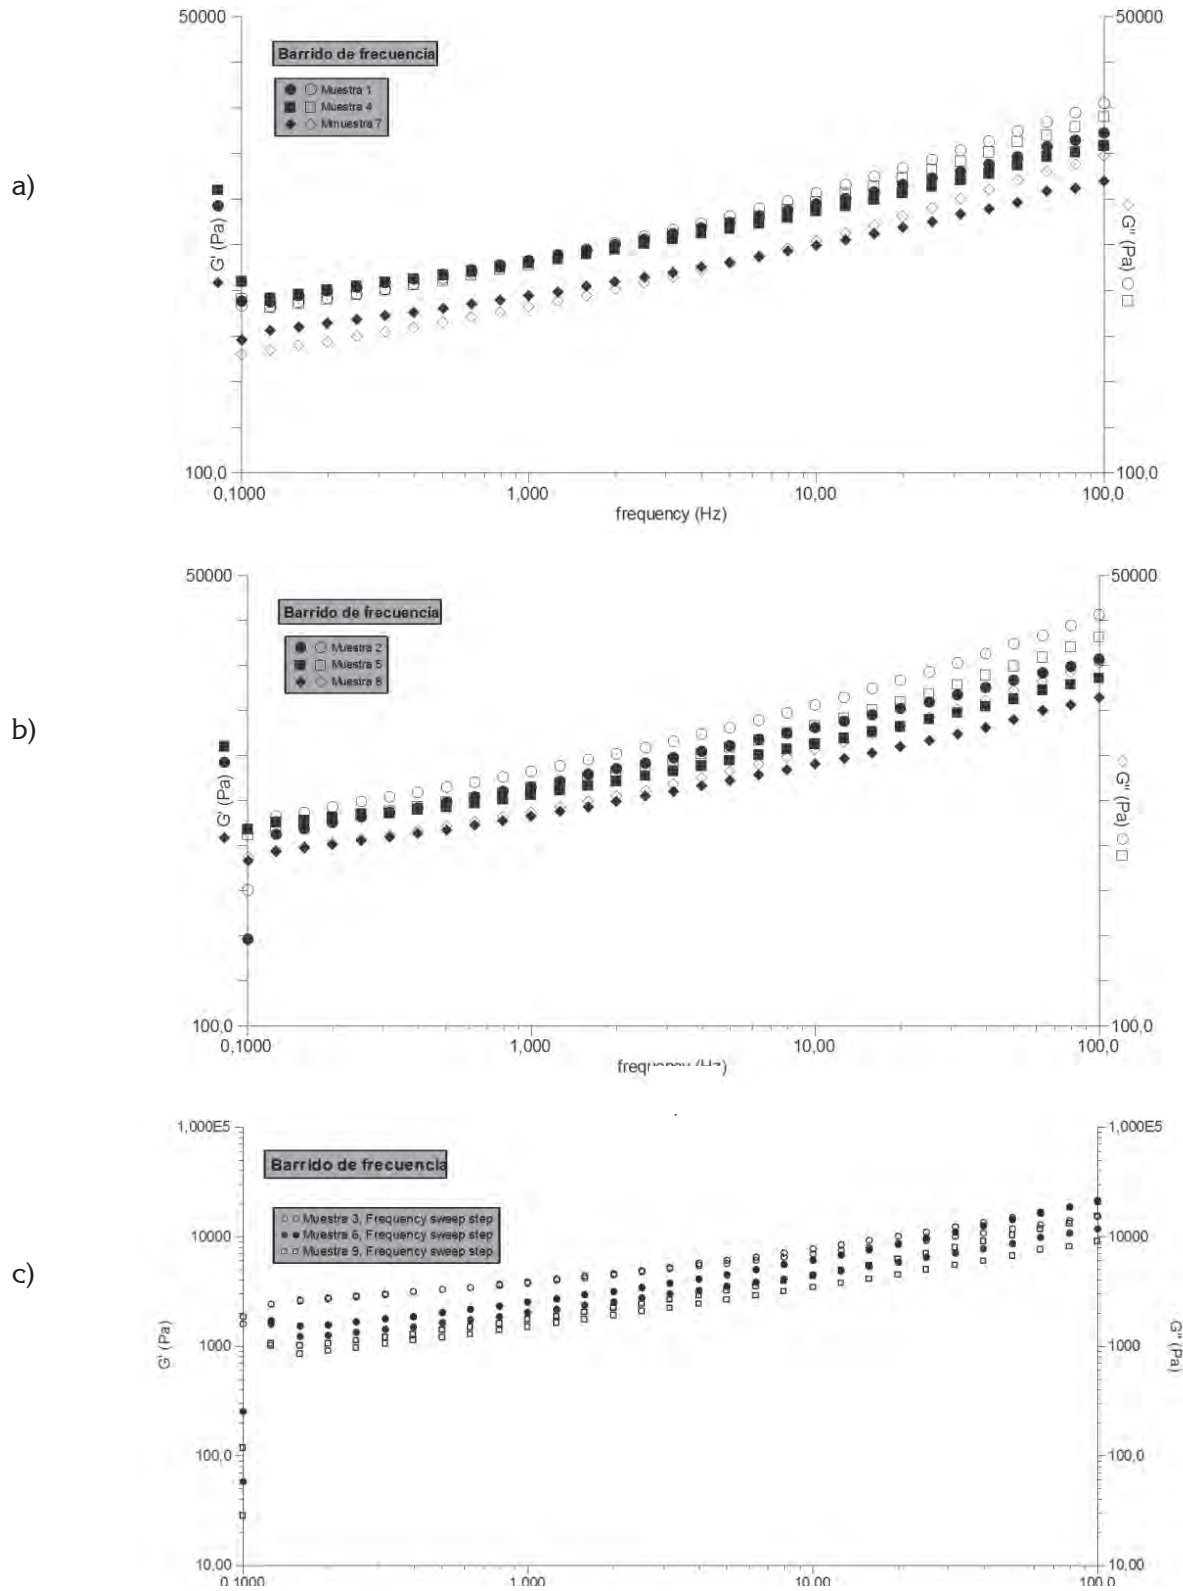 a)
50000
50000
Barrido de frecuencia
Muestra 1
Muestra 4
Mmuestra 7
G' (Pa)
G'' (Pa)
100,0
100,0
0,1000
1,000
10,00
100,0
frequency (Hz)
b)
50000
50000
Barrido de frecuencia
Muestra 2
Muestra 5
Muestra 8
G' (Pa)
G'' (Pa)
100,0
100,0
0,1000
1,000
10,00
100,0
c)
1,000E5
1,000E5
Barrido de frecuencia
Muestra 3, Frequency sweep step
Muestra 6, Frequency sweep step
Muestra 9, Frequency sweep step
10000
10000
1000
1000
G' (Pa)
G'' (Pa)
100,0
100,0
10,00
10,00
0,1000
1,000
10,00
100,0